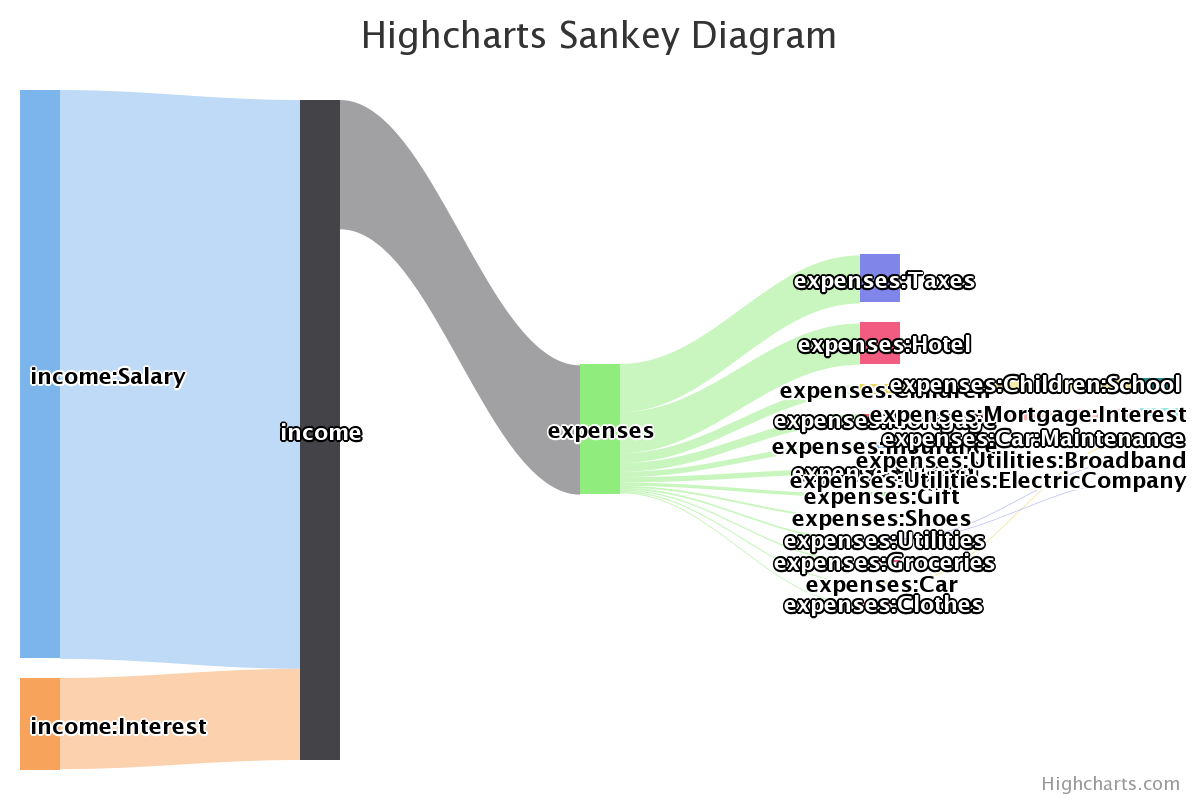 Highcharts Sankey Diagram
income:Salary
income:Interest
income
expenses
expenses:Taxes
expenses:Hotel
expenses:Children
expenses:Mortgage
expenses:Insurance
expenses:Gift
expenses:Shoes
expenses:Utilities
expenses:Groceries
expenses:Car
expenses:Clothes
expenses:Children:School
expenses:Mortgage:Interest
expenses:Car:Maintenance
expenses:Utilities:Broadband
expenses:Utilities:ElectricCompany
Highcharts.com